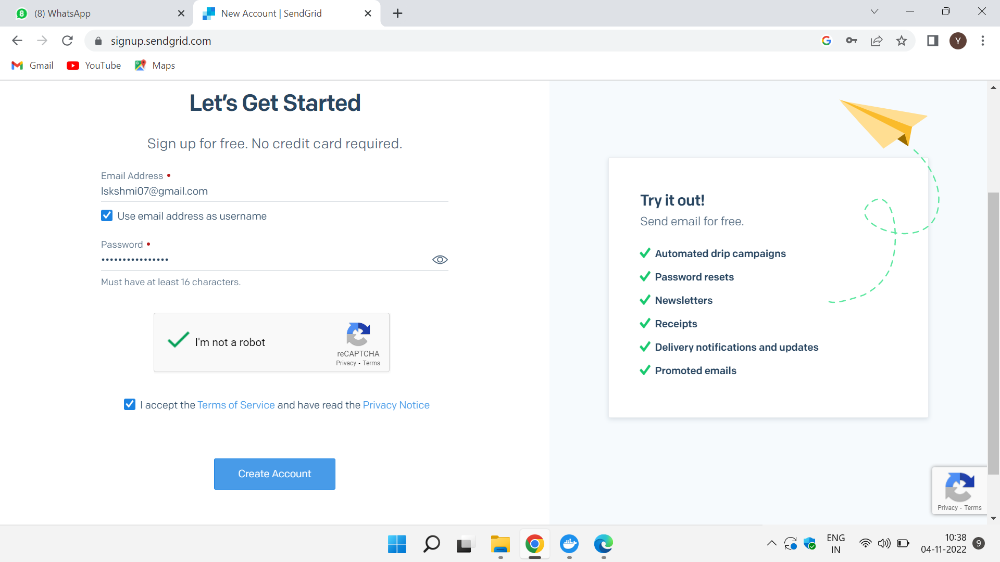 (8) WhatsApp
New Account | SendGrid
signup.sendgrid.com
Y
Gmail
YouTube
Maps
Let's Get Started
Sign up for free. No credit card required.
Email Address •
lskshmi07@gmail.com
Use email address as username
Password •
••••••••••••••••
Must have at least 16 characters.
I'm not a robot
reCAPTCHA
Privacy - Terms
I accept the Terms of Service and have read the Privacy Notice
Create Account
Try it out!
Send email for free.
Automated drip campaigns
Password resets
Newsletters
Receipts
Delivery notifications and updates
Promoted emails
Privacy - Terms
ENG
IN
10:38
04-11-2022
9